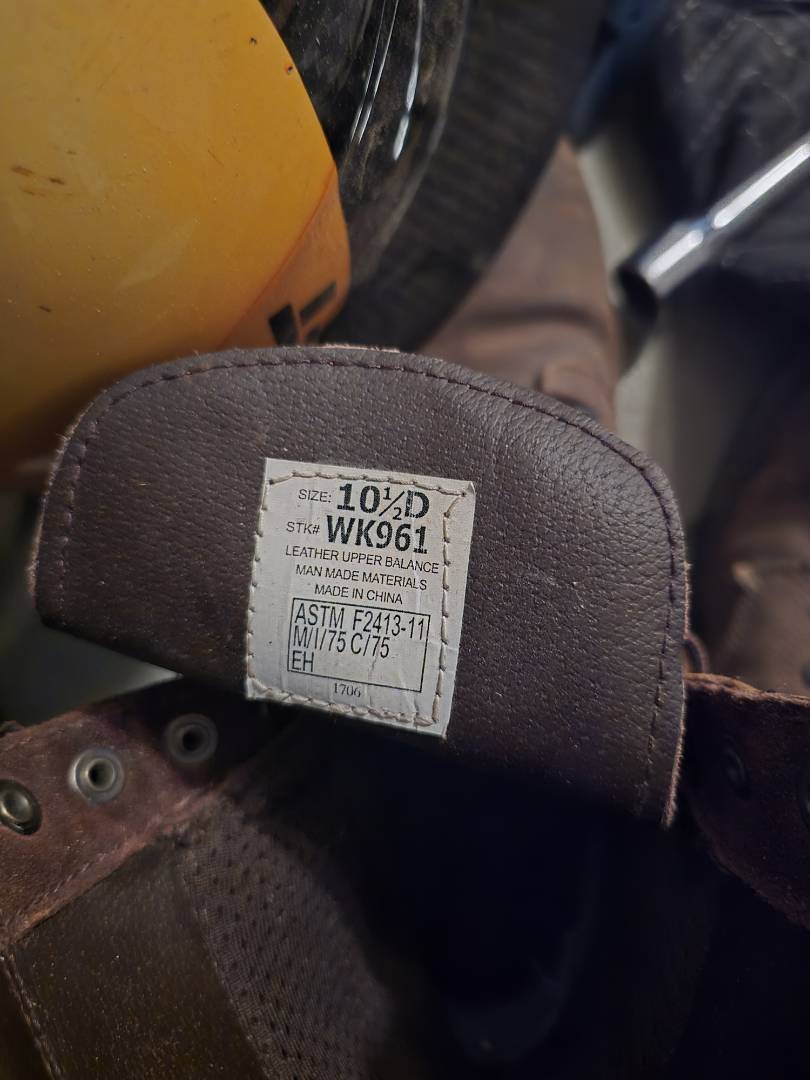 SIZE: 10½D
STK# WK961
LEATHER UPPER BALANCE
MAN MADE MATERIALS
MADE IN CHINA
ASTM F2413-11
M/I/75 C/75
EH
1706